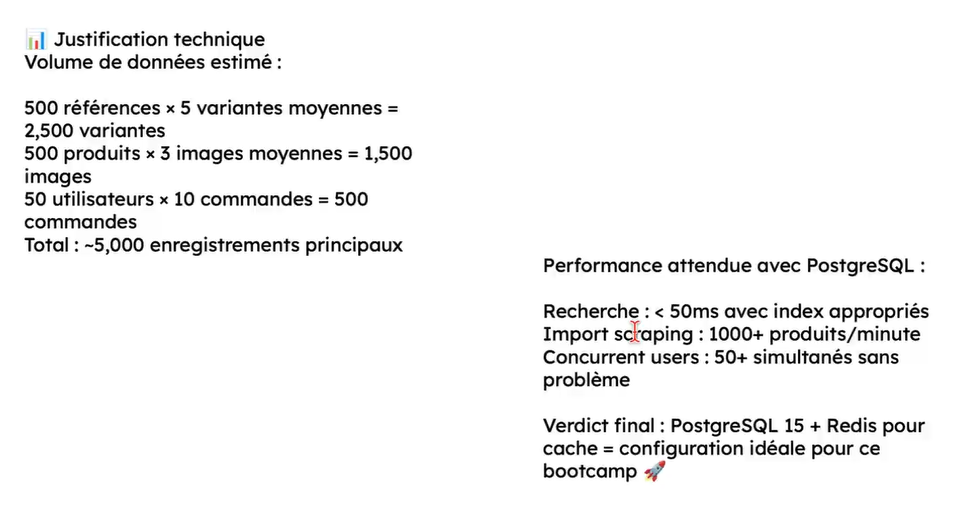 📊 Justification technique
Volume de données estimé :
500 références × 5 variantes moyennes =
2,500 variantes
500 produits × 3 images moyennes = 1,500
images
50 utilisateurs × 10 commandes = 500
commandes
Total : ~5,000 enregistrements principaux
Performance attendue avec PostgreSQL :
Recherche : < 50ms avec index appropriés
Import scraping : 1000+ produits/minute
Concurrent users : 50+ simultanés sans
problème
Verdict final : PostgreSQL 15 + Redis pour
cache = configuration idéale pour ce
bootcamp 🚀